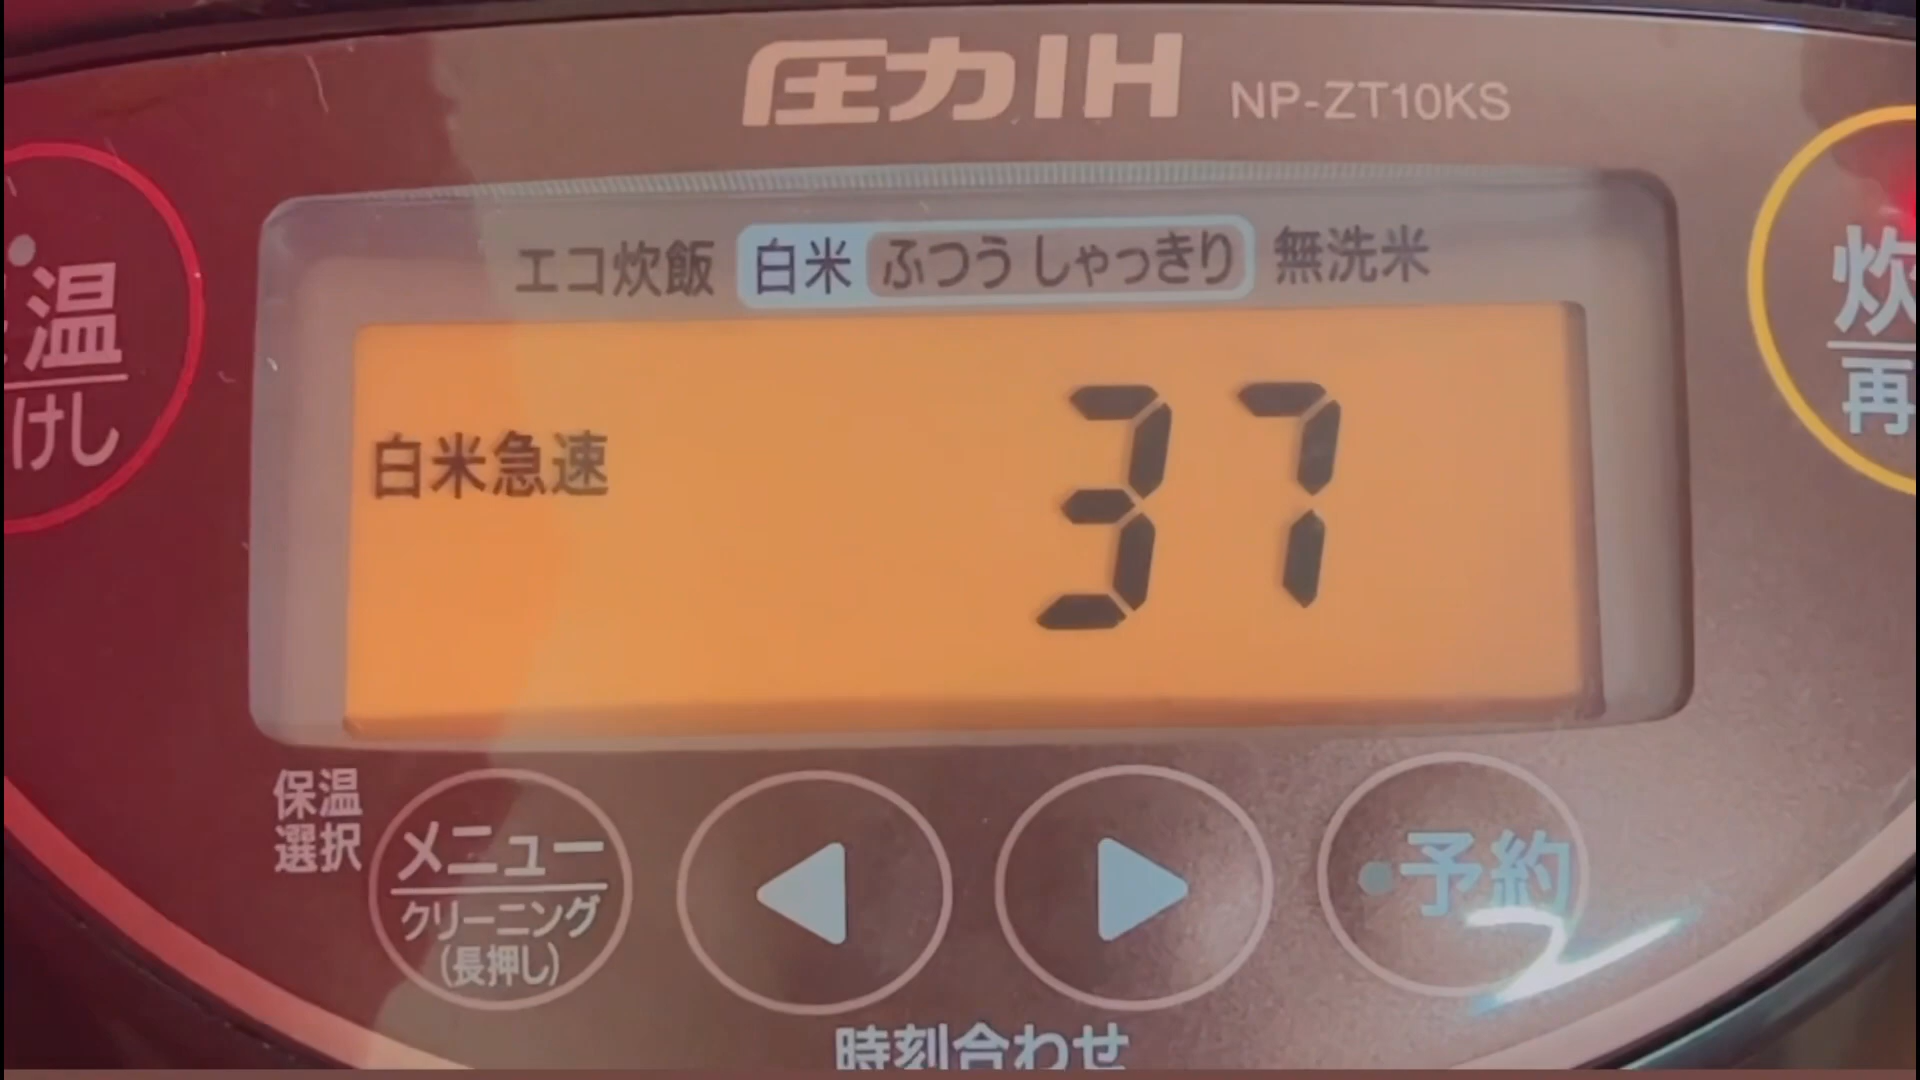 圧力IH NP-ZT10KS
エコ炊飯 白米 ふつう しゃっきり 無洗米
温
けし
炊
再
白米急速 37
保温
選択
メニュー
クリーニング
(長押し)
予約
時刻合わせ